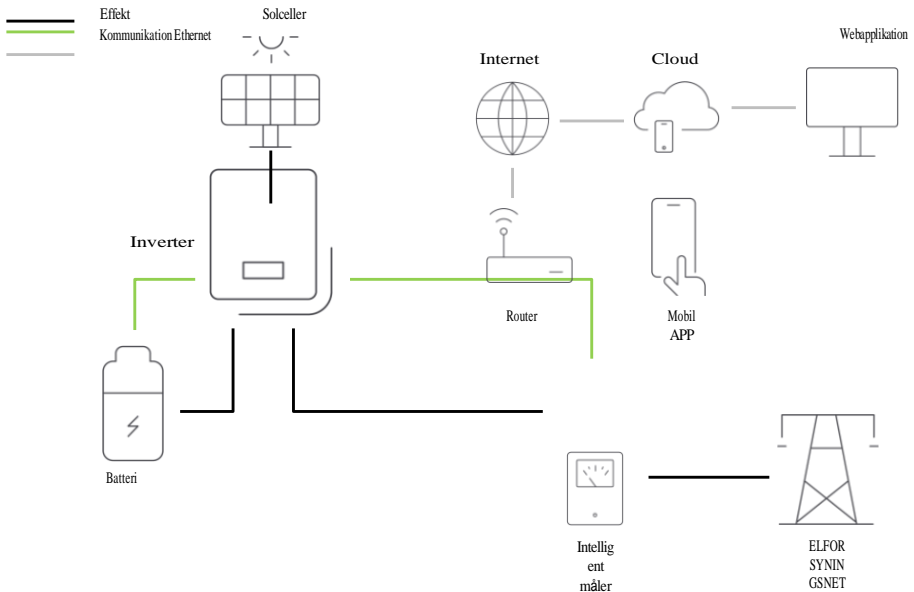 Effekt
Kommunikation Ethernet
Solceller
Webapplikation
Internet
Cloud
Inverter
Router
Mobil
APP
Batteri
Intellig
ent
måler
ELFOR
SYNIN
GSNET